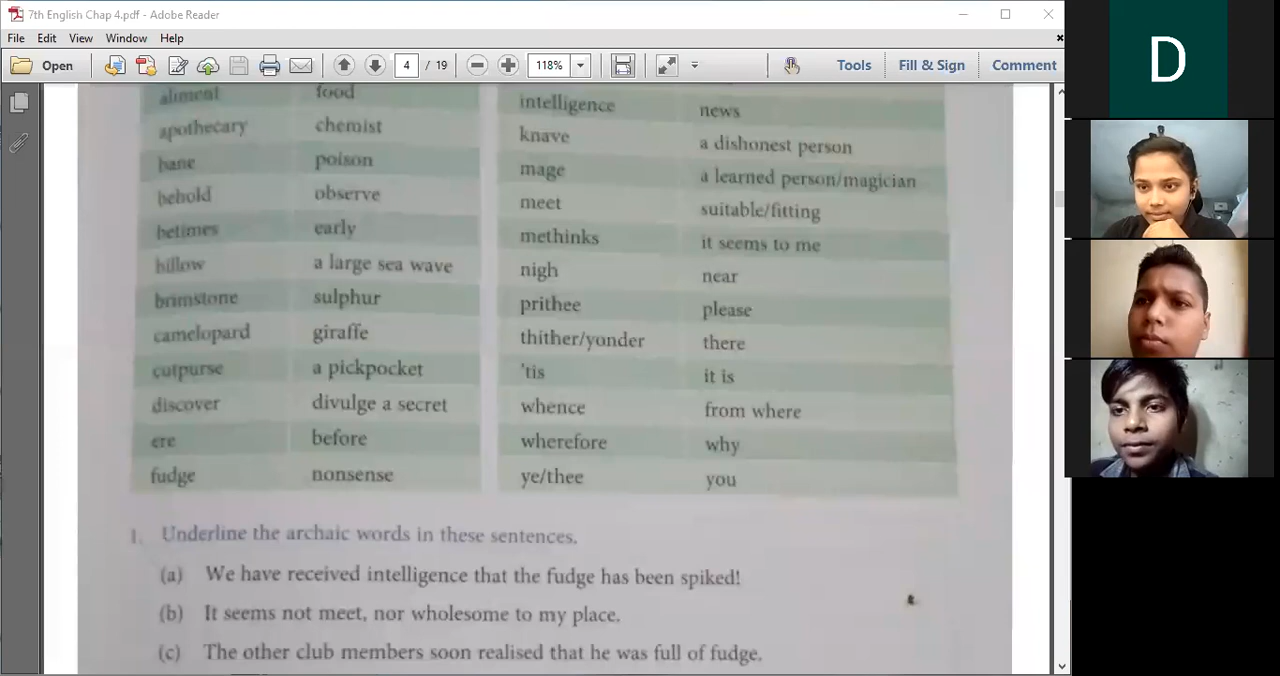 7th English Chap 4.pdf - Adobe Reader
File Edit View Window Help
Open 4 / 19 118% Tools Fill & Sign Comment
D
aliment food
apothecary chemist
bane poison
behold observe
betimes early
billow a large sea wave
brimstone sulphur
camelopard giraffe
cutpurse a pickpocket
discover divulge a secret
ere before
fudge nonsense
intelligence news
knave a dishonest person
mage a learned person/magician
meet suitable/fitting
methinks it seems to me
nigh near
prithee please
thither/yonder there
'tis it is
whence from where
wherefore why
ye/thee you
1. Underline the archaic words in these sentences.
(a) We have received intelligence that the fudge has been spiked!
(b) It seems not meet, nor wholesome to my place.
(c) The other club members soon realised that he was full of fudge.